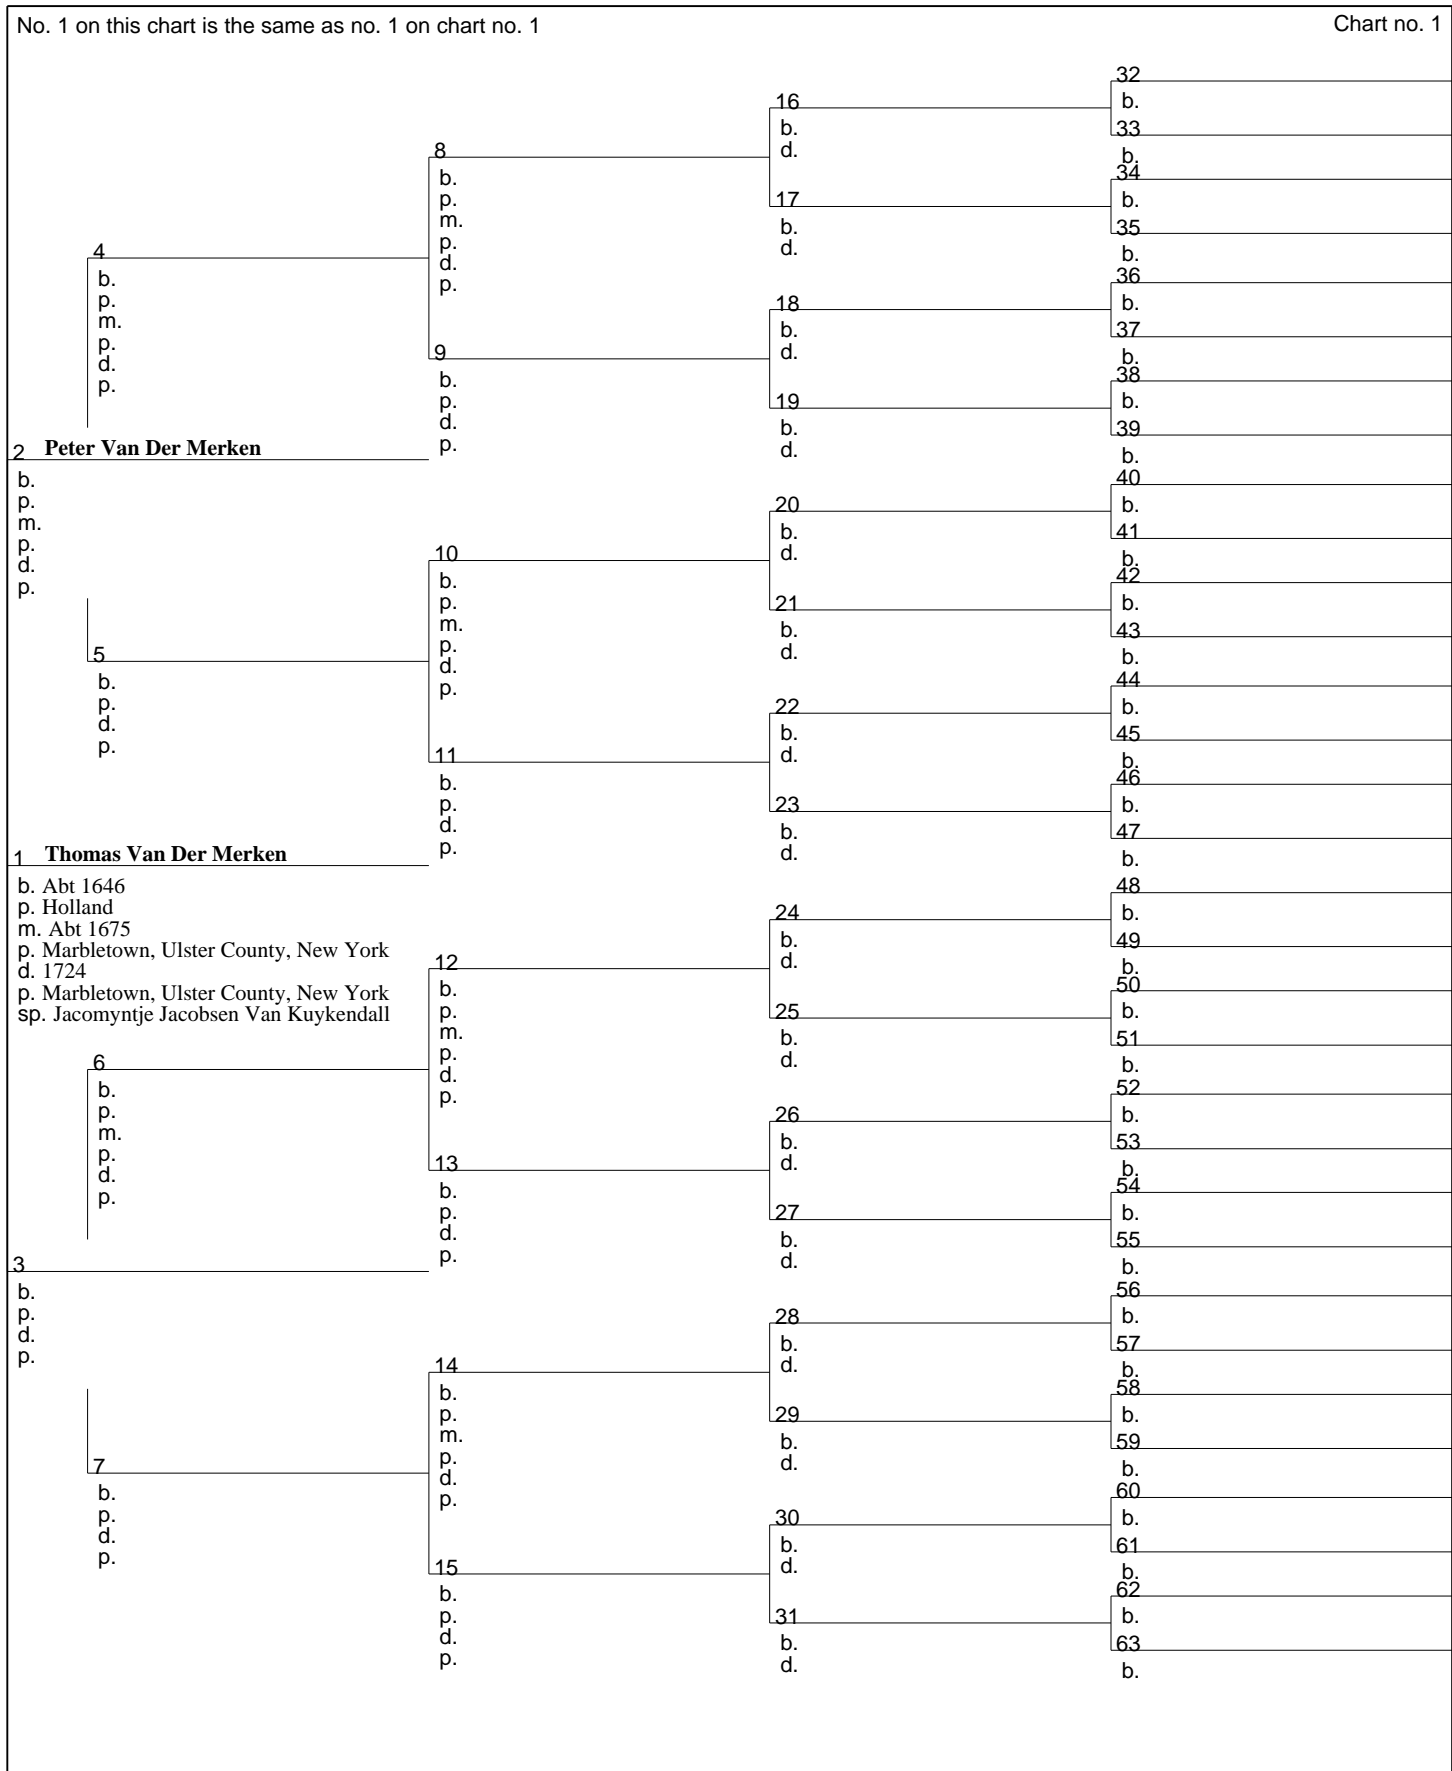 No. 1 on this chart is the same as no. 1 on chart no. 1
Chart no. 1
2 Peter Van Der Merken
b.
p.
m.
p.
d.
p.
1 Thomas Van Der Merken
b. Abt 1646
p. Holland
m. Abt 1675
p. Marbletown, Ulster County, New York
d. 1724
p. Marbletown, Ulster County, New York
sp. Jacomyntje Jacobsen Van Kuykendall
3
b.
p.
d.
p.
4
b.
p.
m.
p.
d.
p.
5
b.
p.
d.
p.
6
b.
p.
m.
p.
d.
p.
7
b.
p.
d.
p.
8
b.
p.
m.
p.
d.
p.
9
b.
p.
d.
p.
10
b.
p.
m.
p.
d.
p.
11
b.
p.
d.
p.
12
b.
p.
m.
p.
d.
p.
13
b.
p.
d.
p.
14
b.
p.
m.
p.
d.
p.
15
b.
p.
d.
p.
16
b.
d.
17
b.
d.
18
b.
d.
19
b.
d.
20
b.
d.
21
b.
d.
22
b.
d.
23
b.
d.
24
b.
d.
25
b.
d.
26
b.
d.
27
b.
d.
28
b.
d.
29
b.
d.
30
b.
d.
31
b.
d.
32
b.
33
b.
34
b.
35
b.
36
b.
37
b.
38
b.
39
b.
40
b.
41
b.
42
b.
43
b.
44
b.
45
b.
46
b.
47
b.
48
b.
49
b.
50
b.
51
b.
52
b.
53
b.
54
b.
55
b.
56
b.
57
b.
58
b.
59
b.
60
b.
61
b.
62
b.
63
b.